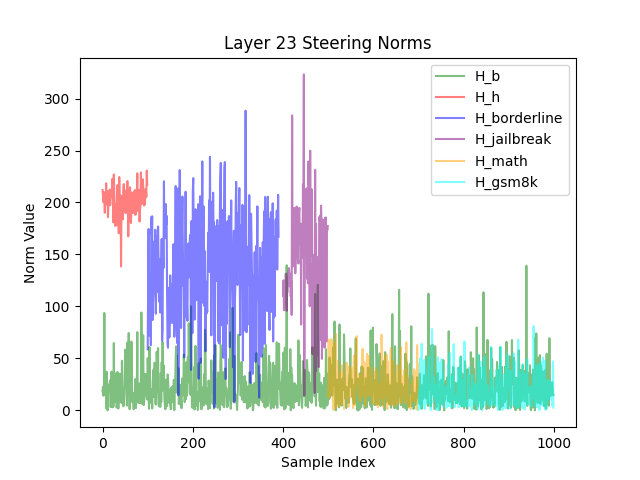 Layer 23 Steering Norms
H_b
H_h
H_borderline
H_jailbreak
H_math
H_gsm8k
Norm Value
300
250
200
150
100
50
0
0 200 400 600 800 1000
Sample Index